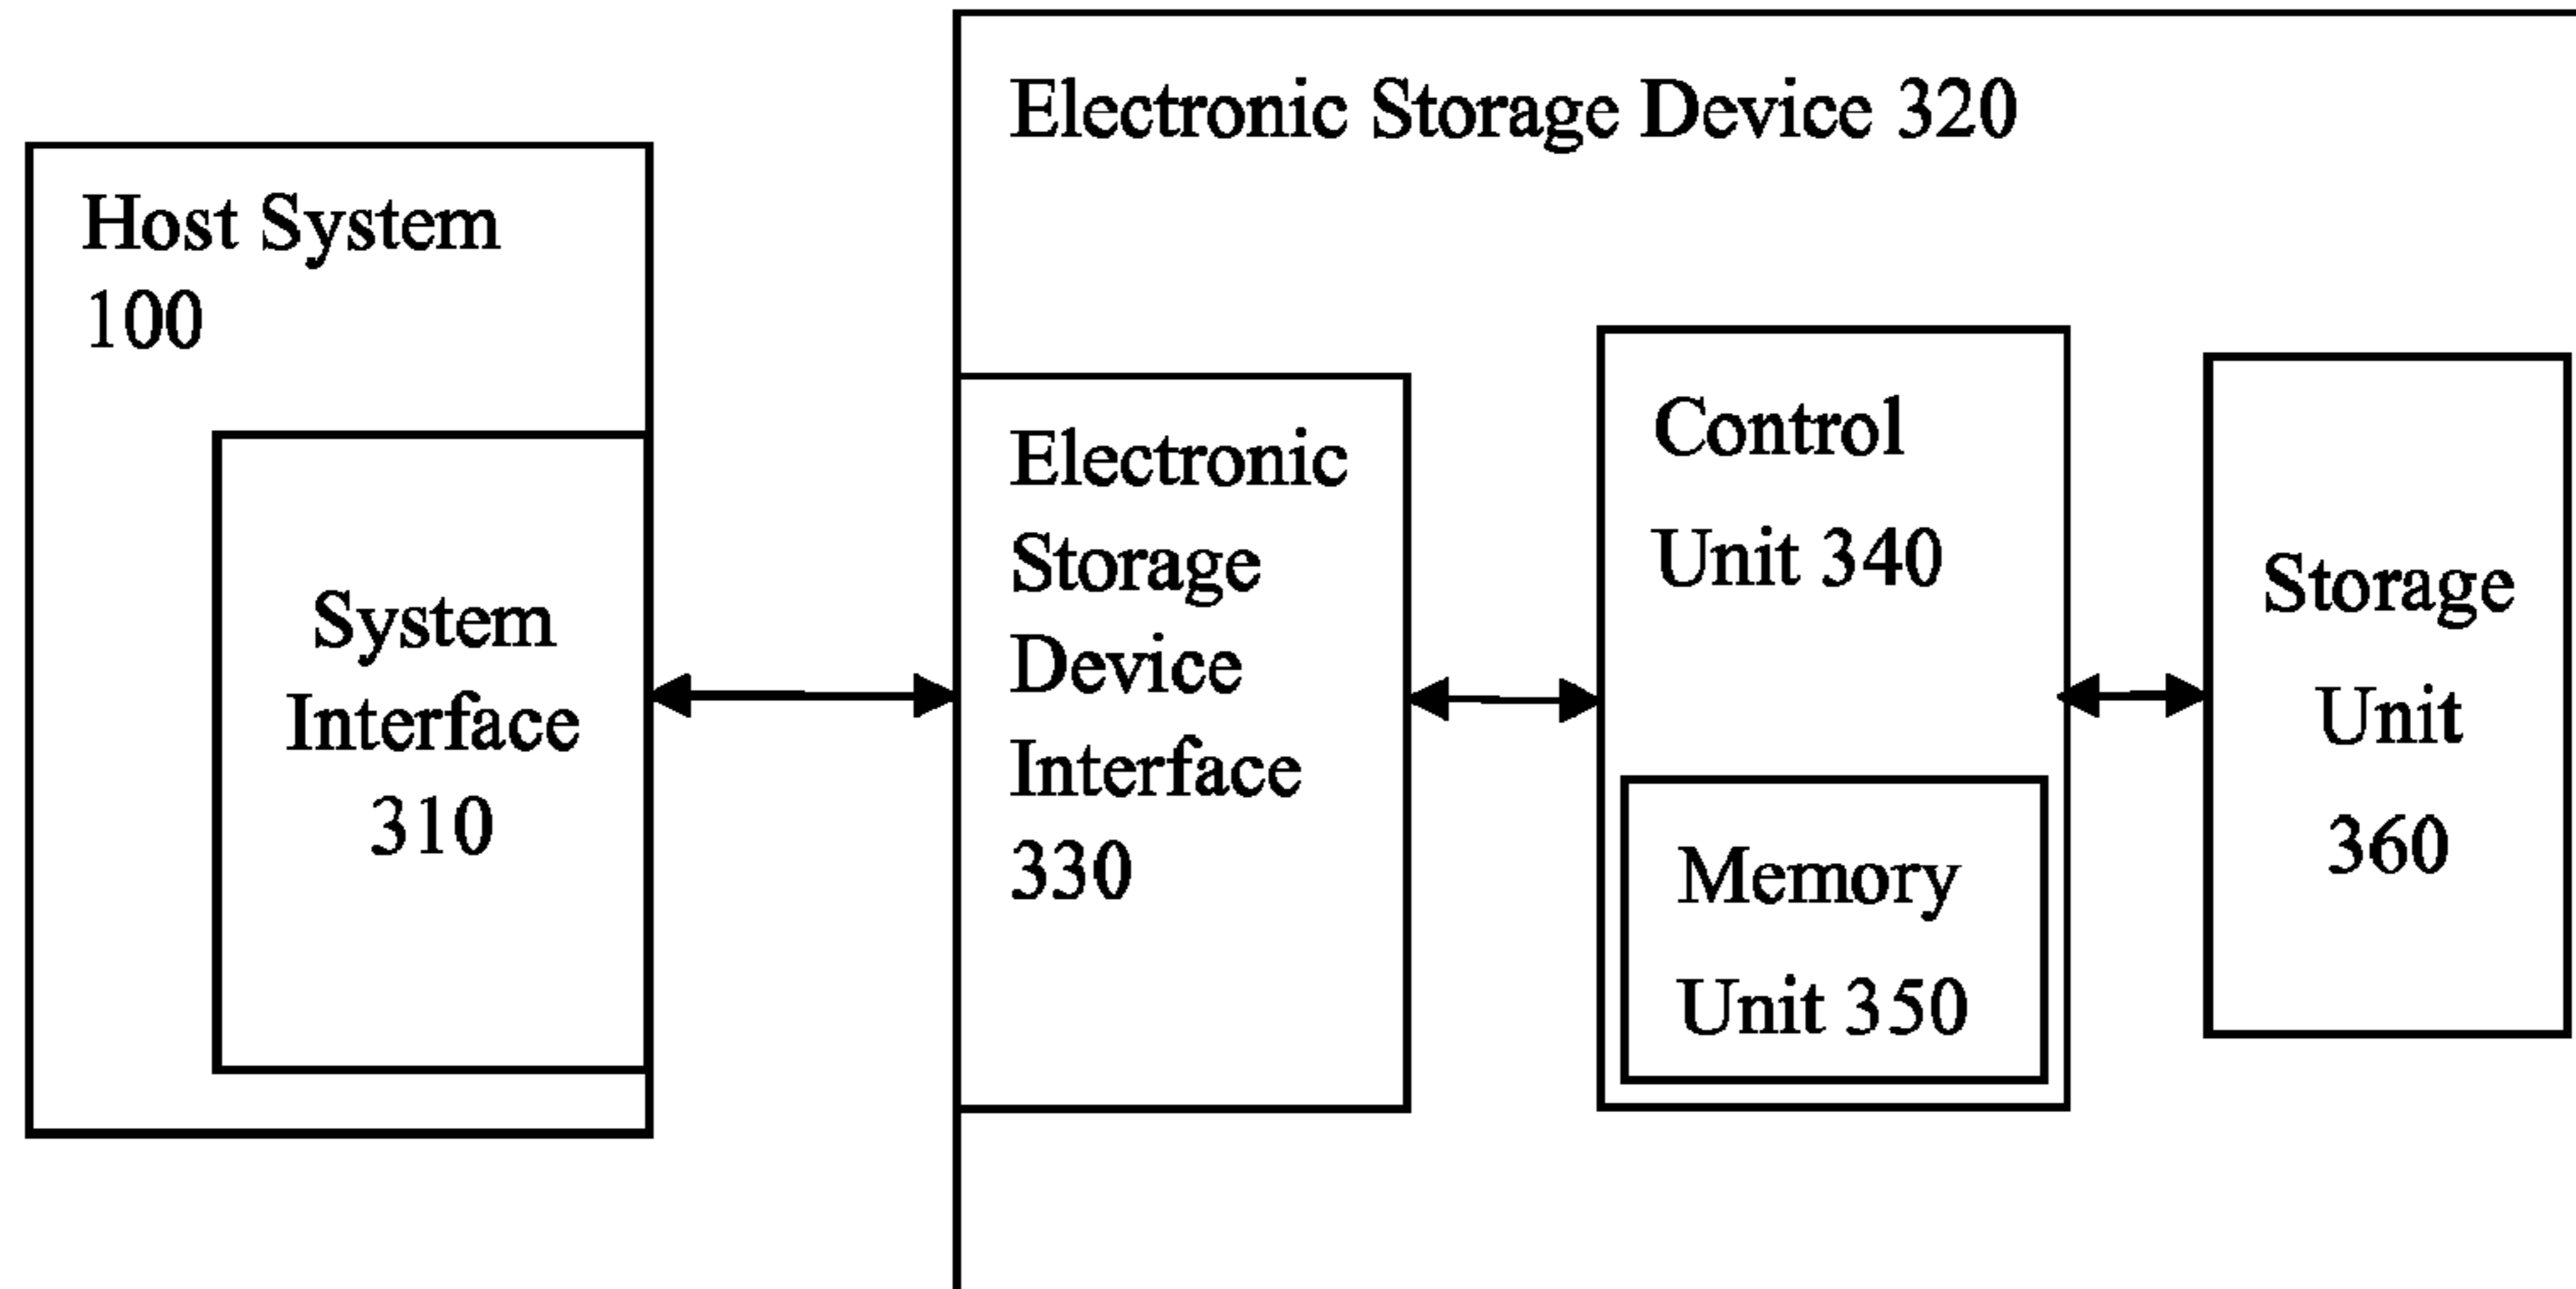 Electronic Storage Device 320
Host System
100
System
Interface
310
Electronic
Storage
Device
Interface
330
Control
Unit 340
Memory
Unit 350
Storage
Unit
360